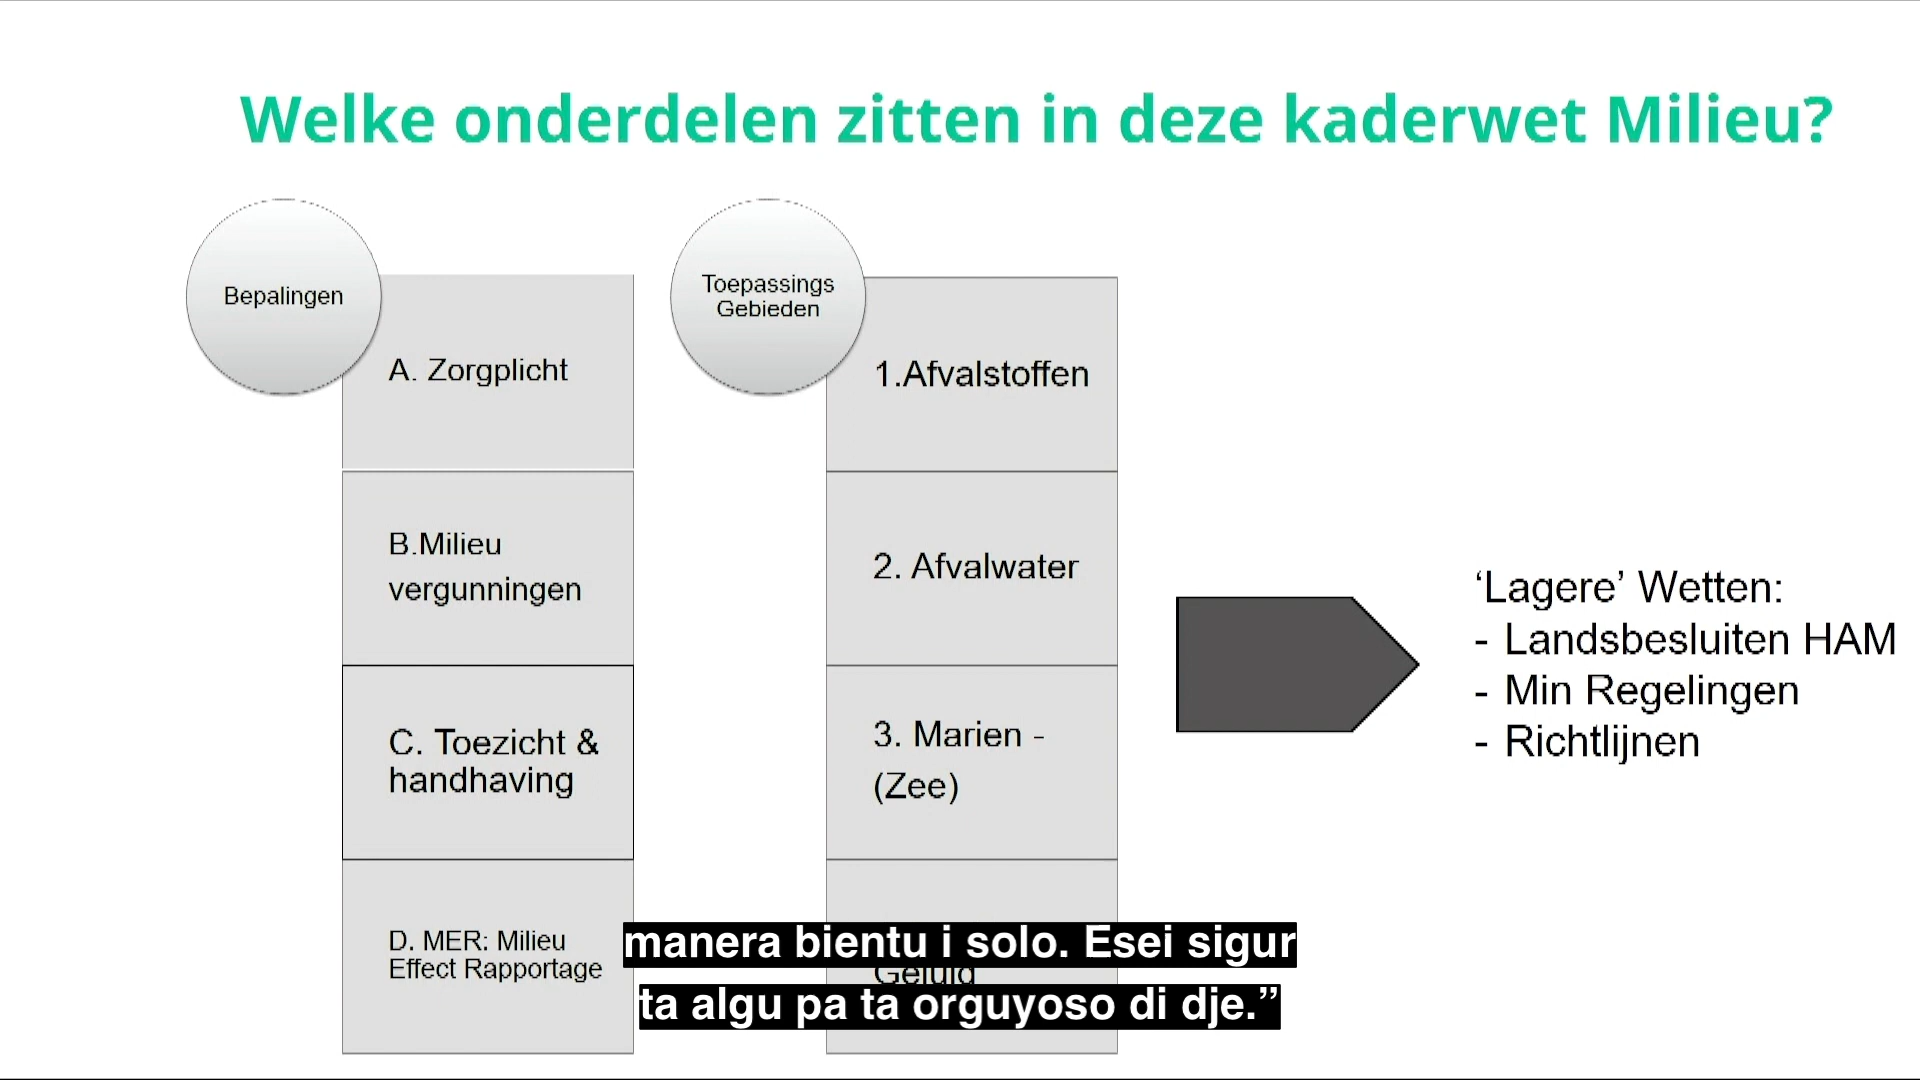 Welke onderdelen zitten in deze kaderwet Milieu?
Bepalingen
A. Zorgplicht
B.Milieu
vergunningen
C. Toezicht &
handhaving
D. MER: Milieu
Effect Rapportage
Toepassings
Gebieden
1.Afvalstoffen
2. Afvalwater
3. Marien -
(Zee)
Geluid
‘Lagere’ Wetten:
- Landsbesluiten HAM
- Min Regelingen
- Richtlijnen
manera bientu i solo. Esei sigur
ta algu pa ta orguyoso di dje.”